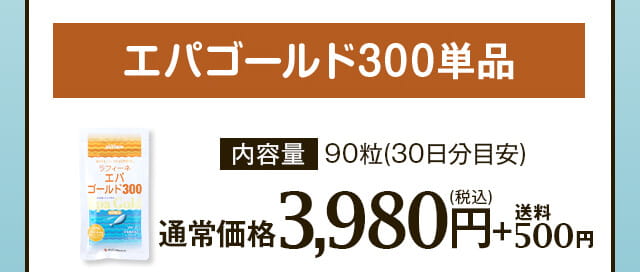 エパゴールド300単品
内容量 90粒(30日分目安)
通常価格3,980円(税込)+送料500円
ラフィーネ
エパ
ゴールド300